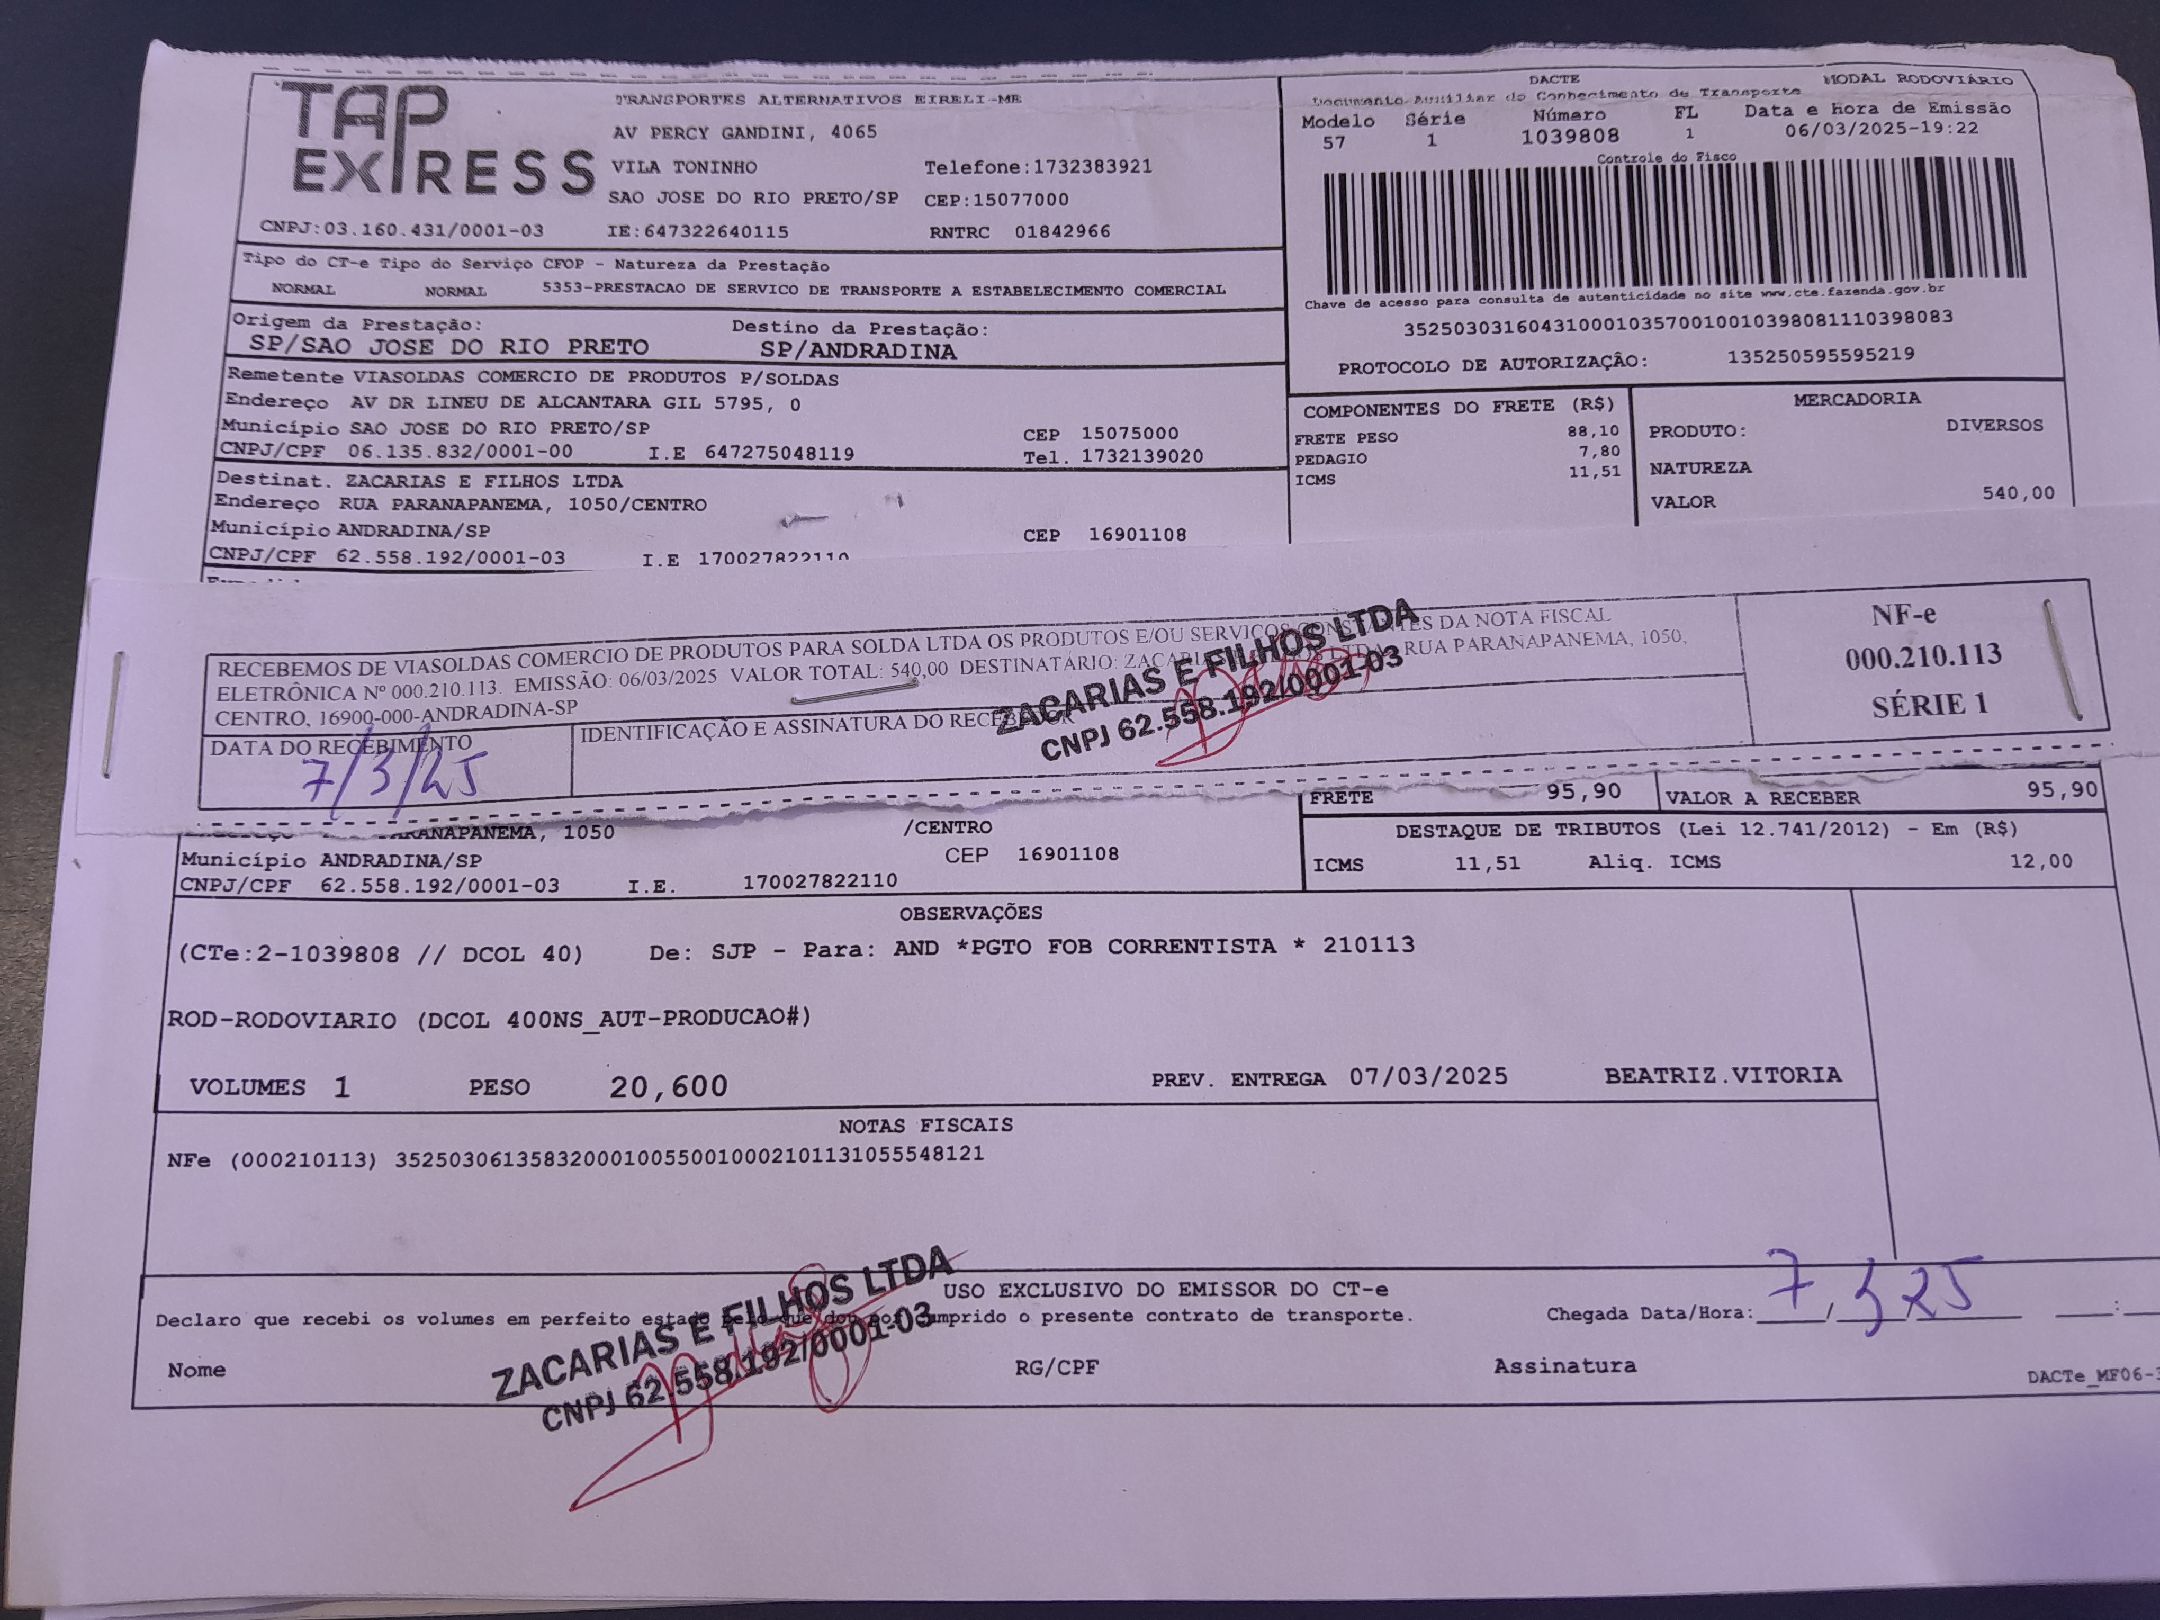 TAP EXPRESS
TRANSPORTES ALTERNATIVOS EIRELI-ME
AV PERCY GANDINI, 4065
VILA TONINHO Telefone:1732383921
SAO JOSE DO RIO PRETO/SP CEP:15077000
CNPJ:03.160.431/0001-03 IE:647322640115 RNTRC 01842966
DACTE MODAL RODOVIÁRIO
Documento Auxiliar do Conhecimento de Transporte
Modelo Série Número FL Data e Hora de Emissão
57 1 1039808 1 06/03/2025-19:22
Controle do Fisco
Chave de acesso para consulta de autenticidade no site www.cte.fazenda.gov.br
35250303160431000103570010010398081110398083
PROTOCOLO DE AUTORIZAÇÃO: 135250595595219
Tipo do CT-e Tipo do Serviço CFOP - Natureza da Prestação
NORMAL NORMAL 5353-PRESTACAO DE SERVICO DE TRANSPORTE A ESTABELECIMENTO COMERCIAL
Origem da Prestação: Destino da Prestação:
SP/SAO JOSE DO RIO PRETO SP/ANDRADINA
Remetente VIASOLDAS COMERCIO DE PRODUTOS P/SOLDAS
Endereço AV DR LINEU DE ALCANTARA GIL 5795, 0
Município SAO JOSE DO RIO PRETO/SP CEP 15075000
CNPJ/CPF 06.135.832/0001-00 I.E 647275048119 Tel. 1732139020
Destinat. ZACARIAS E FILHOS LTDA
Endereço RUA PARANAPANEMA, 1050/CENTRO
Município ANDRADINA/SP CEP 16901108
CNPJ/CPF 62.558.192/0001-03 I.E 170027822110
COMPONENTES DO FRETE (R$)
FRETE PESO 88,10
PEDAGIO 7,80
ICMS 11,51
MERCADORIA
PRODUTO: DIVERSOS
NATUREZA
VALOR 540,00
RECEBEMOS DE VIASOLDAS COMERCIO DE PRODUTOS PARA SOLDA LTDA OS PRODUTOS E/OU SERVIÇOS CONSTANTES DA NOTA FISCAL
ELETRÔNICA Nº 000.210.113. EMISSÃO: 06/03/2025 VALOR TOTAL: 540,00 DESTINATÁRIO: ZACARIAS E FILHOS LTDA - RUA PARANAPANEMA, 1050,
CENTRO, 16900-000-ANDRADINA-SP
DATA DO RECEBIMENTO IDENTIFICAÇÃO E ASSINATURA DO RECEBEDOR
7/3/25
ZACARIAS E FILHOS LTDA
CNPJ 62.558.192/0001-03
NF-e
000.210.113
SÉRIE 1
FRETE 95,90 VALOR A RECEBER 95,90
PARANAPANEMA, 1050 /CENTRO
Município ANDRADINA/SP CEP 16901108
CNPJ/CPF 62.558.192/0001-03 I.E. 170027822110
DESTAQUE DE TRIBUTOS (Lei 12.741/2012) - Em (R$)
ICMS 11,51 Aliq. ICMS 12,00
OBSERVAÇÕES
(CTe:2-1039808 // DCOL 40) De: SJP - Para: AND *PGTO FOB CORRENTISTA * 210113
ROD-RODOVIARIO (DCOL 400NS_AUT-PRODUCAO#)
VOLUMES 1 PESO 20,600 PREV. ENTREGA 07/03/2025 BEATRIZ.VITORIA
NOTAS FISCAIS
NFe (000210113) 35250306135832000100550010002101131055548121
USO EXCLUSIVO DO EMISSOR DO CT-e
Declaro que recebi os volumes em perfeito estado pelo que dou por cumprido o presente contrato de transporte. Chegada Data/Hora: 7/3/25 :
Nome RG/CPF Assinatura
ZACARIAS E FILHOS LTDA
CNPJ 62.558.192/0001-03